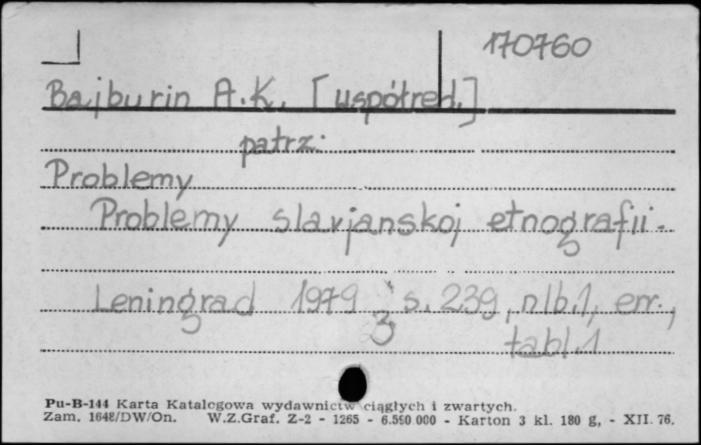 170760
Bajburin A.K. [współred.]
patrz:
Problemy
Problemy slavjanskoj etnografii.
Leningrad 1979, s. 239, nlb.1, err.,
tabl.1
Pu-B-144 Karta Katalogowa wydawnictw ciągłych i zwartych.
Zam. 1648/DW/On. W.Z.Graf. Z-2 - 1265 - 6.550 000 - Karton 3 kl. 180 g, - XII. 76.